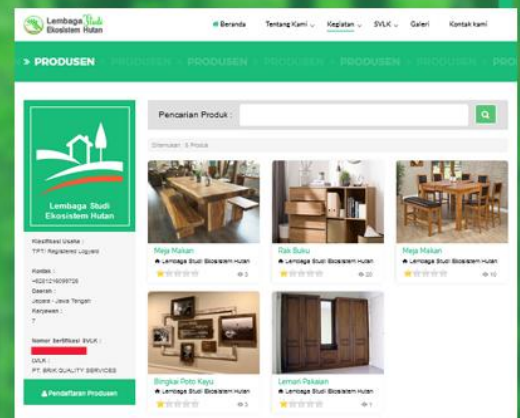 Lembaga Studi
Ekosistem Hutan
Beranda Tentang Kami Kegiatan SVLK Galeri Kontak kami
> PRODUSEN PRODUSEN PRODUSEN PRODUSEN PRODUSEN
Pencarian Produk :
Ditemukan : 5 Produk
Lembaga Studi
Ekosistem Hutan
Klasifikasi Usaha :
TPT/ Registered Logyard
Kontak :
Daerah :
Jepara - Jawa Tengah
Karyawan :
7
Nomor Sertifikasi SVLK :
LVLK :
PT. BRIK QUALITY SERVICES
Pendaftaran Produsen
Meja Makan
Lembaga Studi Ekosistem Hutan
3
Rak Buku
Lembaga Studi Ekosistem Hutan
20
Meja Makan
Lembaga Studi Ekosistem Hutan
10
Bingkai Poto Kayu
Lembaga Studi Ekosistem Hutan
3
Lemari Pakaian
Lembaga Studi Ekosistem Hutan
1